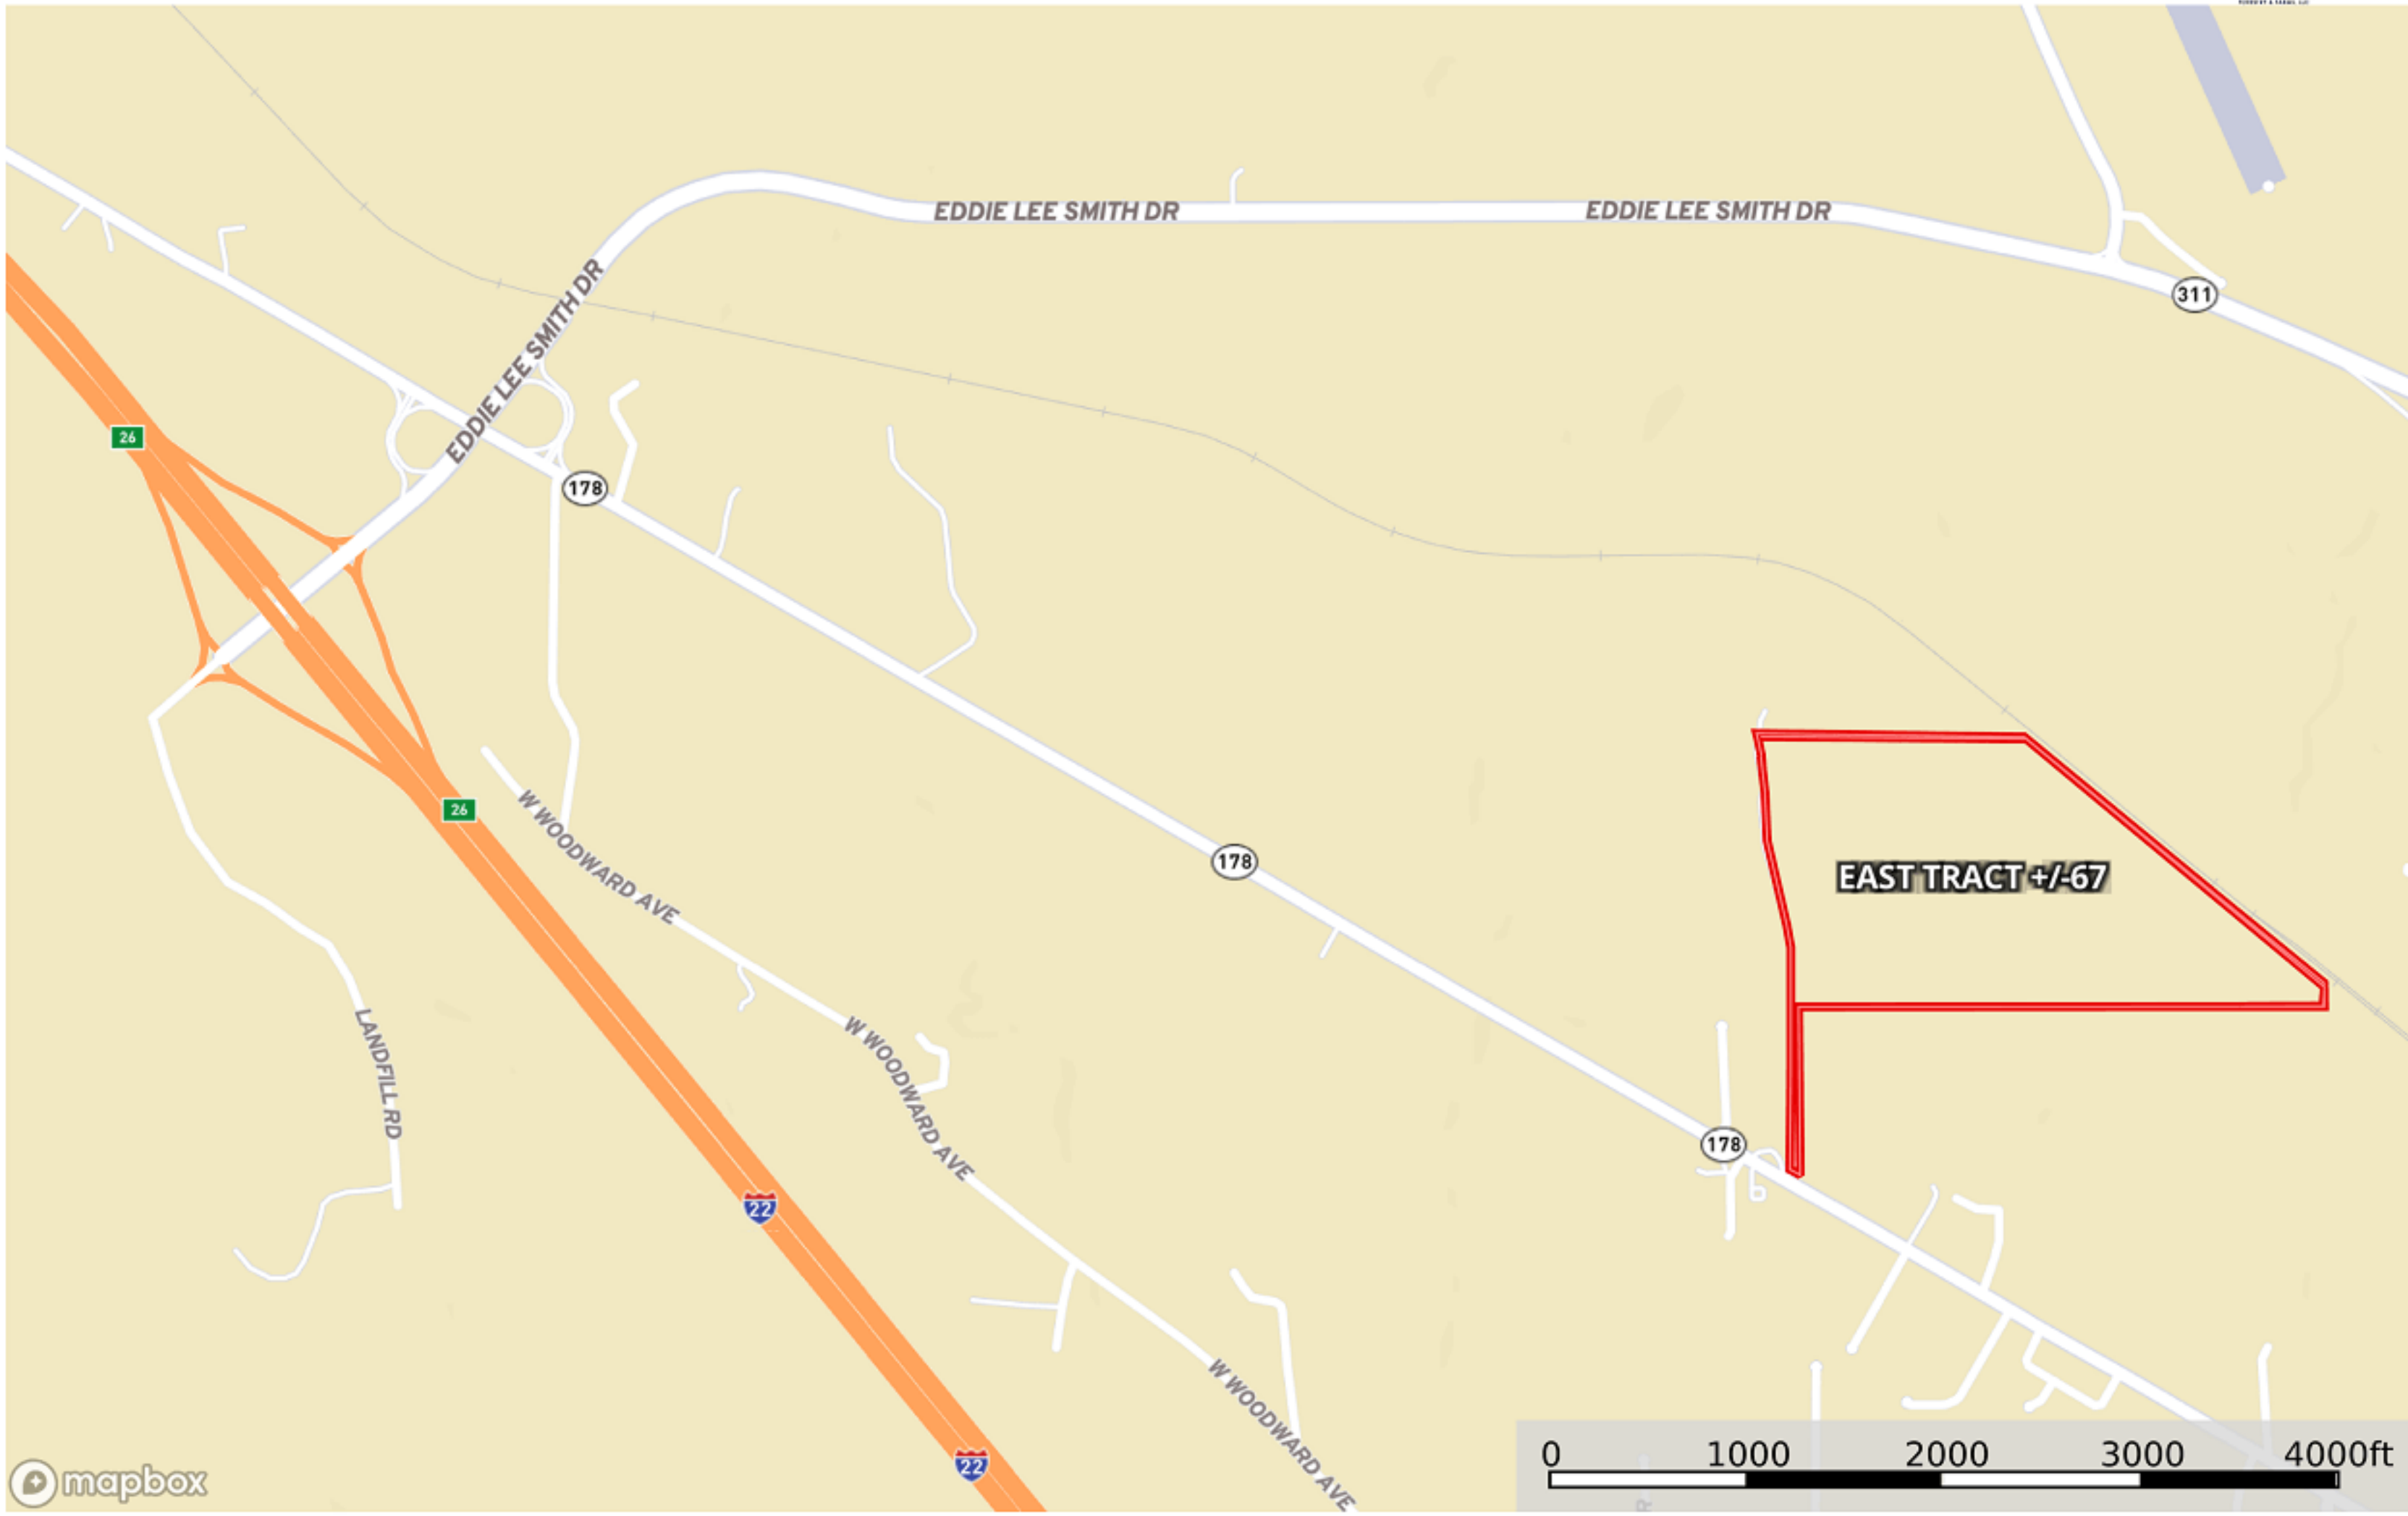 EDDIE LEE SMITH DR
EDDIE LEE SMITH DR
EDDIE LEE SMITH DR
311
26
178
26
W WOODWARD AVE
178
EAST TRACT +/-67
LANDFILL RD
W WOODWARD AVE
178
22
W WOODWARD AVE
22
0 1000 2000 3000 4000ft
mapbox
R